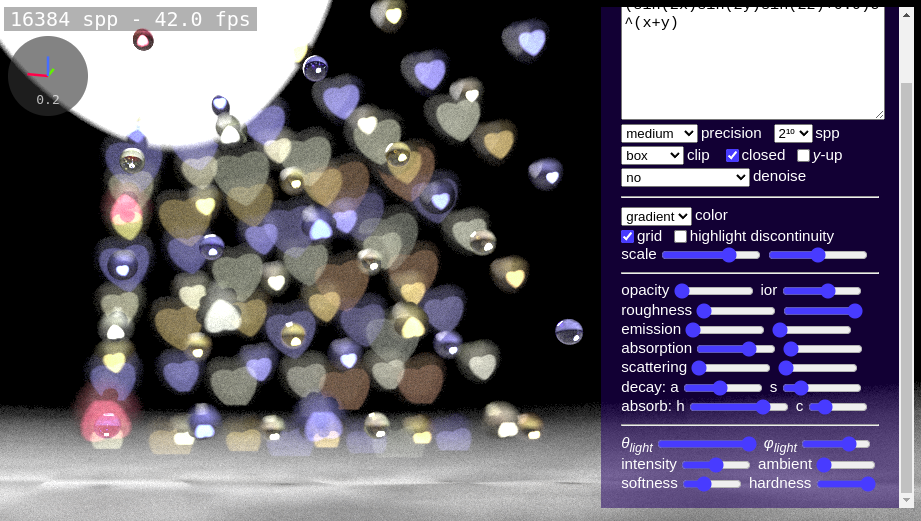 16384 spp - 42.0 fps
0.2
^(x+y)
medium precision 2¹⁰ spp
box clip closed y-up
no denoise
gradient color
grid highlight discontinuity
scale
opacity ior
roughness
emission
absorption
scattering
decay: a s
absorb: h c
θlight φlight
intensity ambient
softness hardness